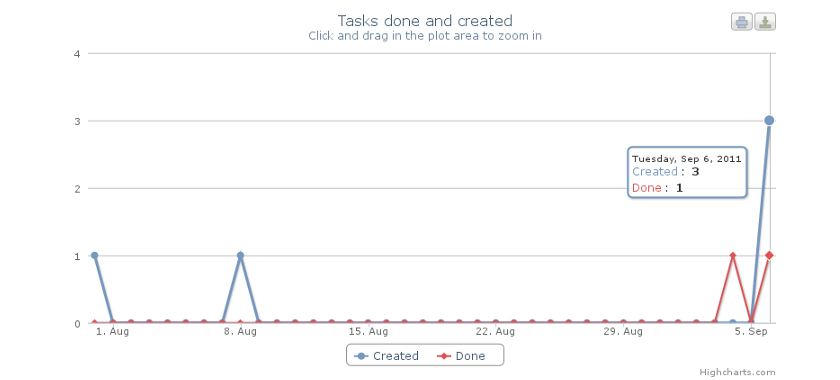 Tasks done and created
Click and drag in the plot area to zoom in
4
3
2
1
0
Tuesday, Sep 6, 2011
Created : 3
Done : 1
1. Aug 8. Aug 15. Aug 22. Aug 29. Aug 5. Sep
Created Done
Highcharts.com